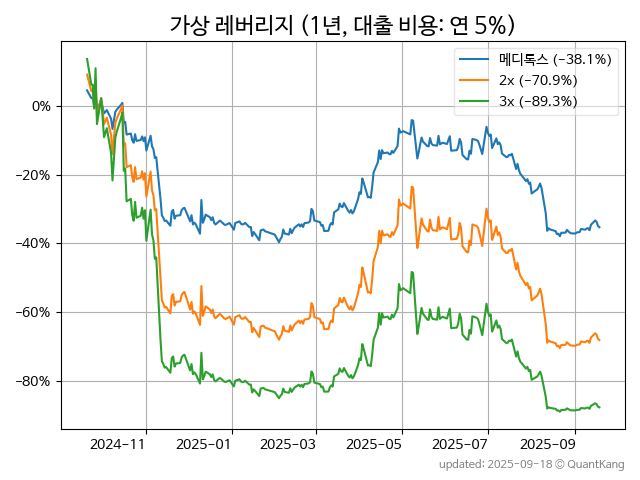 가상 레버리지 (1년, 대출 비용: 연 5%)
메디톡스 (-38.1%)
2x (-70.9%)
3x (-89.3%)
0%
-20%
-40%
-60%
-80%
2024-11 2025-01 2025-03 2025-05 2025-07 2025-09
updated: 2025-09-18 © QuantKang